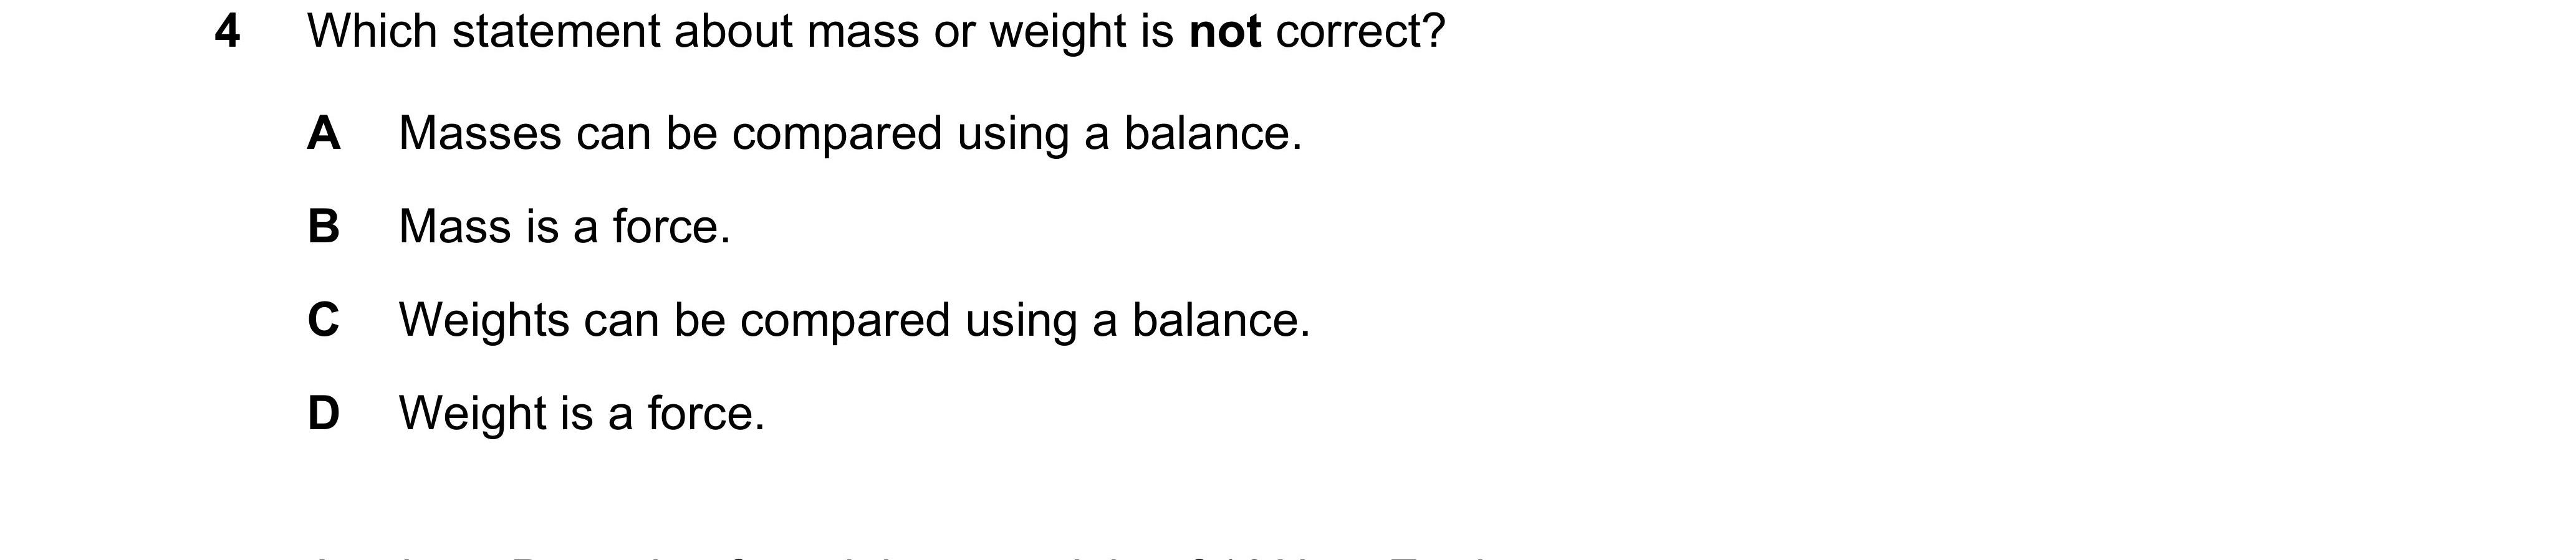 4 Which statement about mass or weight is not correct?
A Masses can be compared using a balance.
B Mass is a force.
C Weights can be compared using a balance.
D Weight is a force.